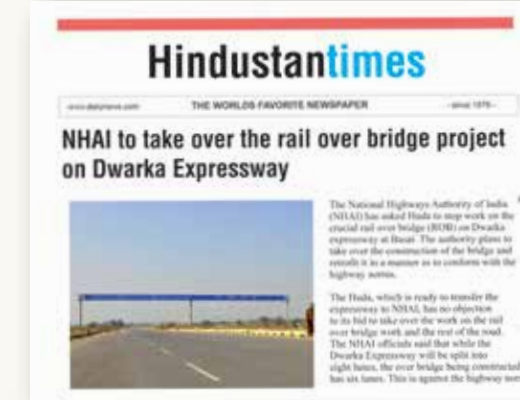 Hindustantimes
www.dailynews.com THE WORLDS FAVORITE NEWSPAPER - since 1879 -
NHAI to take over the rail over bridge project
on Dwarka Expressway
The National Highways Authority of India
(NHAI) has asked Huda to stop work on the
crucial rail over bridge (ROB) on Dwarka
expressway at Basai. The authority plans to
take over the construction of the bridge and
retrofit it in a manner as to conform with the
highway norms.
The Huda, which is ready to transfer the
expressway to NHAI, has no objection
to its bid to take over the work on the rail
over bridge work and the rest of the road.
The NHAI officials said that while the
Dwarka Expressway will be split into
eight lanes, the over bridge being constructed
has six lanes. This is against the highway